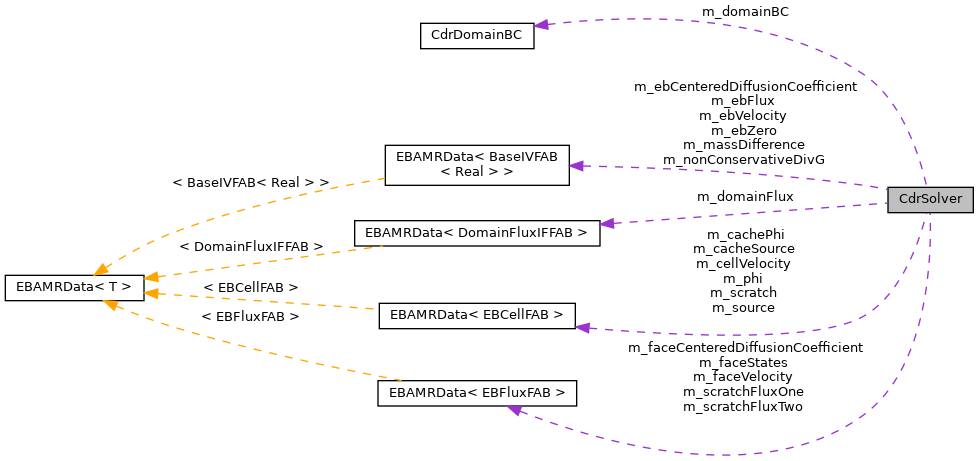 m_domainBC
CdrDomainBC
m_ebCenteredDiffusionCoefficient
m_ebFlux
m_ebVelocity
m_ebZero
m_massDifference
m_nonConservativeDivG
EBAMRData< BaseIVFAB
< Real > >
< BaseIVFAB< Real > >
CdrSolver
m_domainFlux
EBAMRData< DomainFluxIFFAB >
< DomainFluxIFFAB >
m_cachePhi
m_cacheSource
m_cellVelocity
m_phi
m_scratch
m_source
EBAMRData< T >
< EBCellFAB >
EBAMRData< EBCellFAB >
< EBFluxFAB >
m_faceCenteredDiffusionCoefficient
m_faceStates
m_faceVelocity
m_scratchFluxOne
m_scratchFluxTwo
EBAMRData< EBFluxFAB >